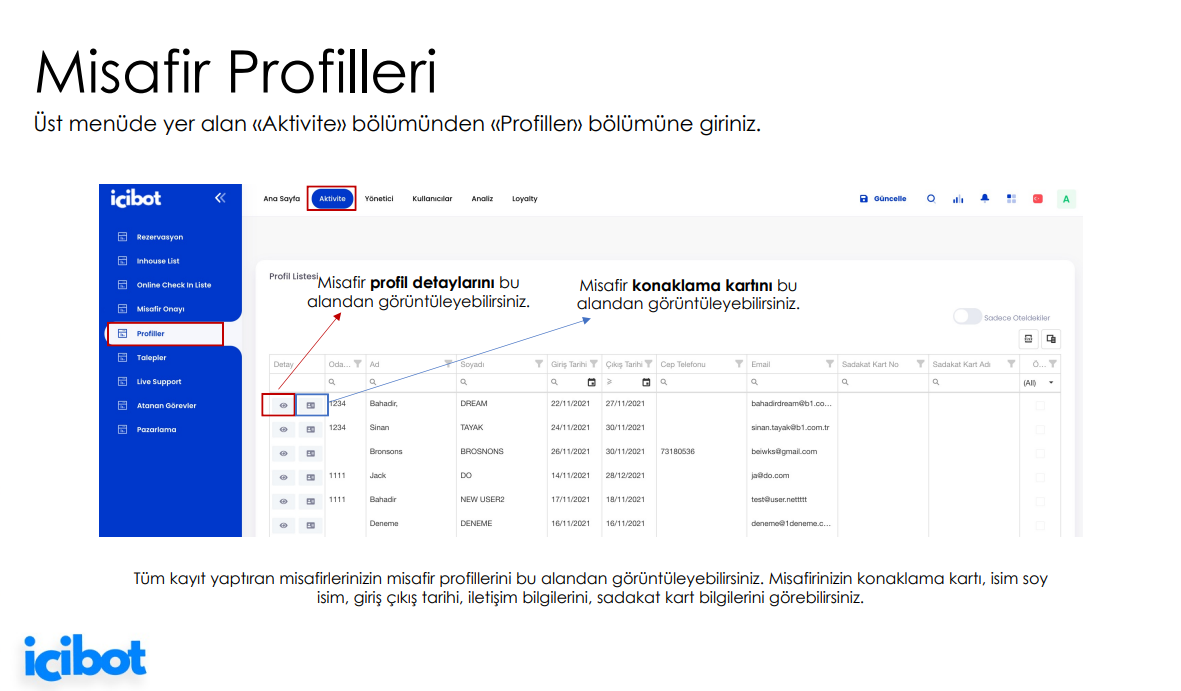 Misafir Profilleri
Üst menüde yer alan «Aktivite» bölümünden «Profiller» bölümüne giriniz.
icibot
Ana Sayfa Aktivite Yönetici Kullanıcılar Analiz Loyalty Güncelle A
Rezervasyon
Inhouse List
Online Check In Liste
Misafir Onayı
Profiller
Talepler
Live Support
Atanan Görevler
Pazarlama
Profil Listesi
Misafir profil detaylarını bu
alandan görüntüleyebilirsiniz.
Misafir konaklama kartını bu
alandan görüntüleyebilirsiniz.
Sadece Oteldekiler
Detay Oda... Ad Soyadı Giriş Tarihi Çıkış Tarihi Cep Telefonu Email Sadakat Kart No Sadakat Kart Adı Ö...
(All)
1234 Bahadir, DREAM 22/11/2021 27/11/2021 bahadirdream@b1.co...
1234 Sinan TAYAK 24/11/2021 30/11/2021 sinan.tayak@b1.com.tr
Bronsons BROSNONS 26/11/2021 30/11/2021 73180536 beiwks@gmail.com
1111 Jack DO 14/11/2021 28/12/2021 ja@do.com
1111 Bahadir NEW USER2 17/11/2021 18/11/2021 test@user.nettttt
Deneme DENEME 16/11/2021 16/11/2021 deneme@1deneme.c...
Tüm kayıt yaptıran misafirlerinizin misafir profillerini bu alandan görüntüleyebilirsiniz. Misafirinizin konaklama kartı, isim soy
isim, giriş çıkış tarihi, iletişim bilgilerini, sadakat kart bilgilerini görebilirsiniz.
icibot